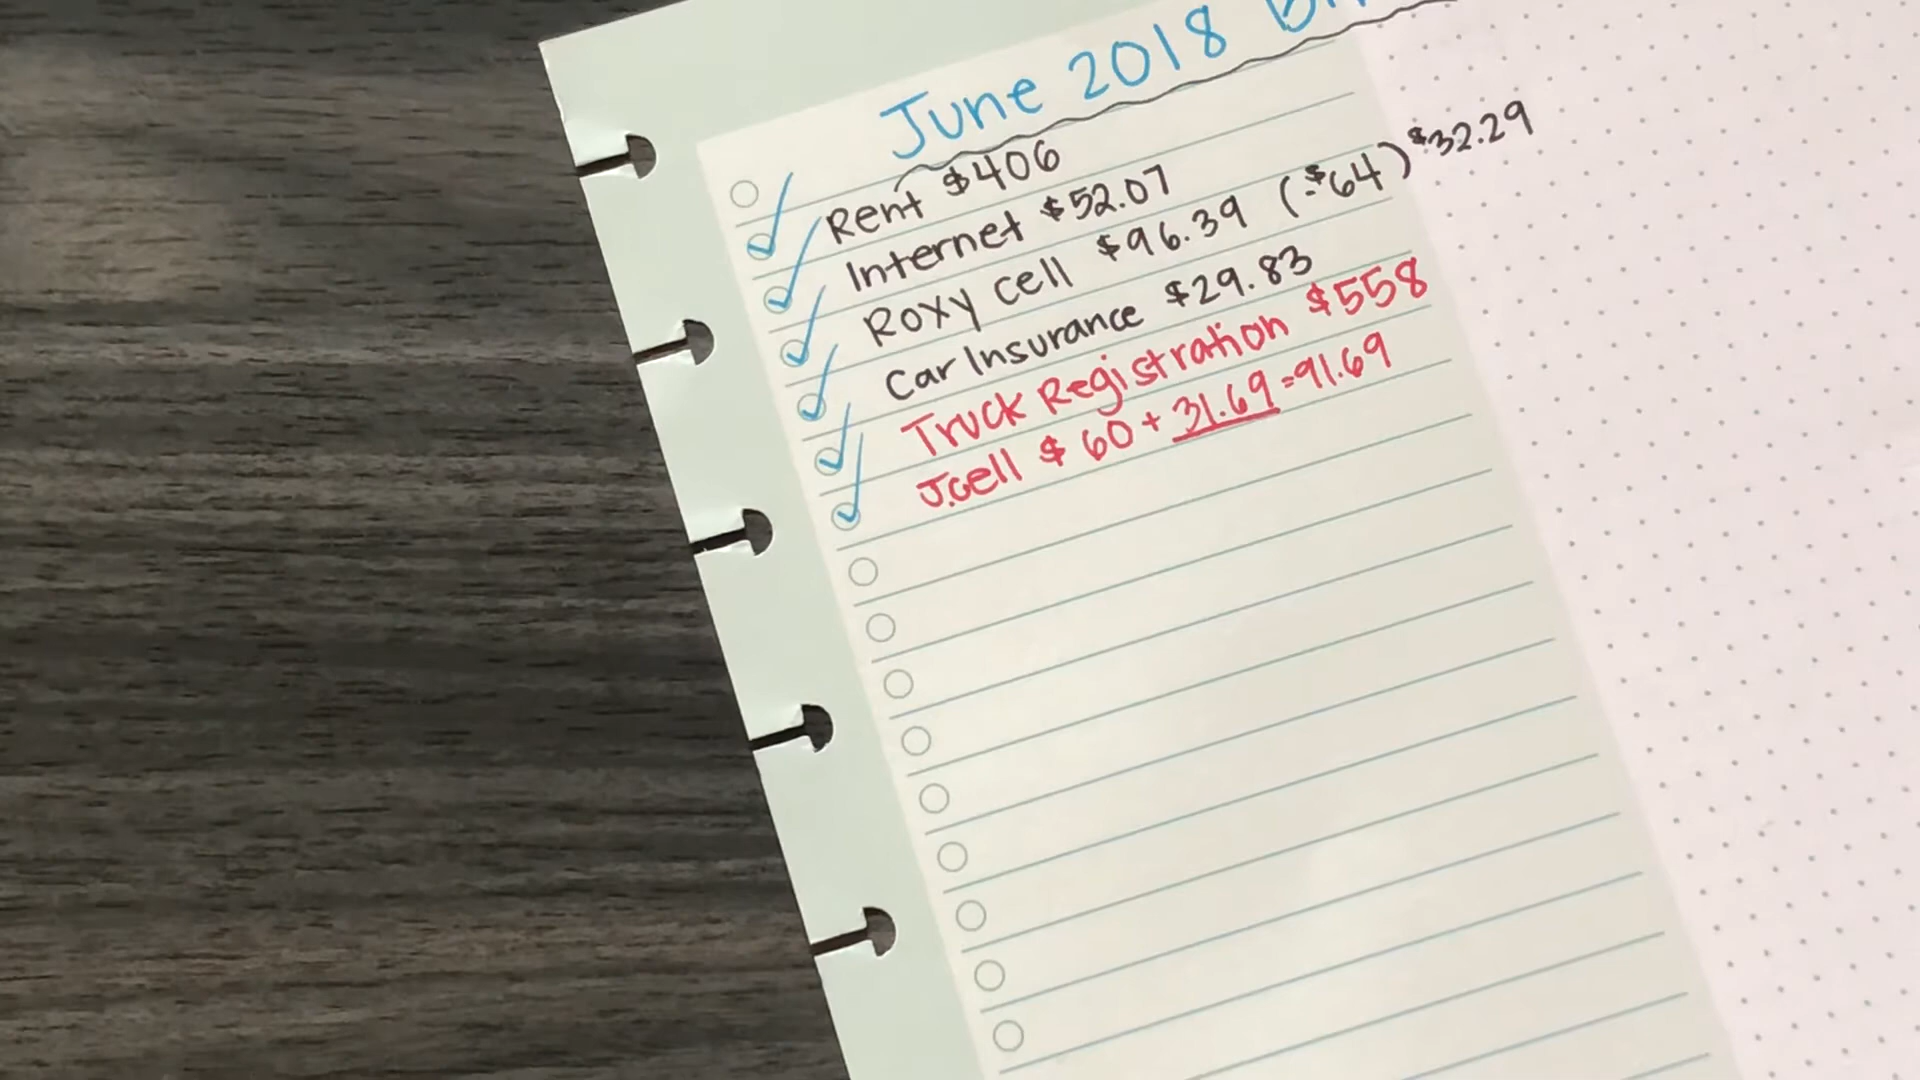 June 2018
Rent $406
Internet $52.07
Roxy cell $96.39 (-$64) $32.29
Car Insurance $29.83
Truck Registration $558
J.cell $60 + 31.69 = 91.69